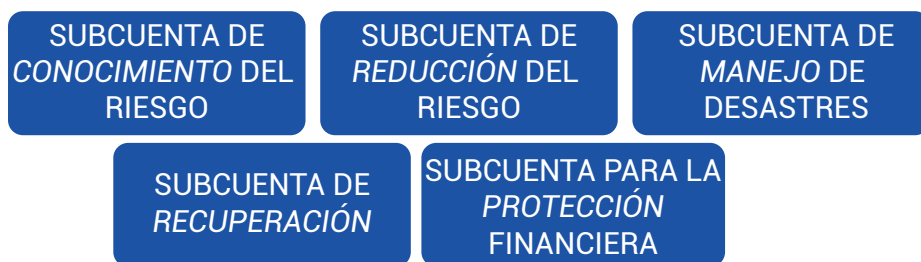 SUBCUENTA DE
CONOCIMIENTO DEL
RIESGO
SUBCUENTA DE
REDUCCIÓN DEL
RIESGO
SUBCUENTA DE
MANEJO DE
DESASTRES
SUBCUENTA DE
RECUPERACIÓN
SUBCUENTA PARA LA
PROTECCIÓN
FINANCIERA